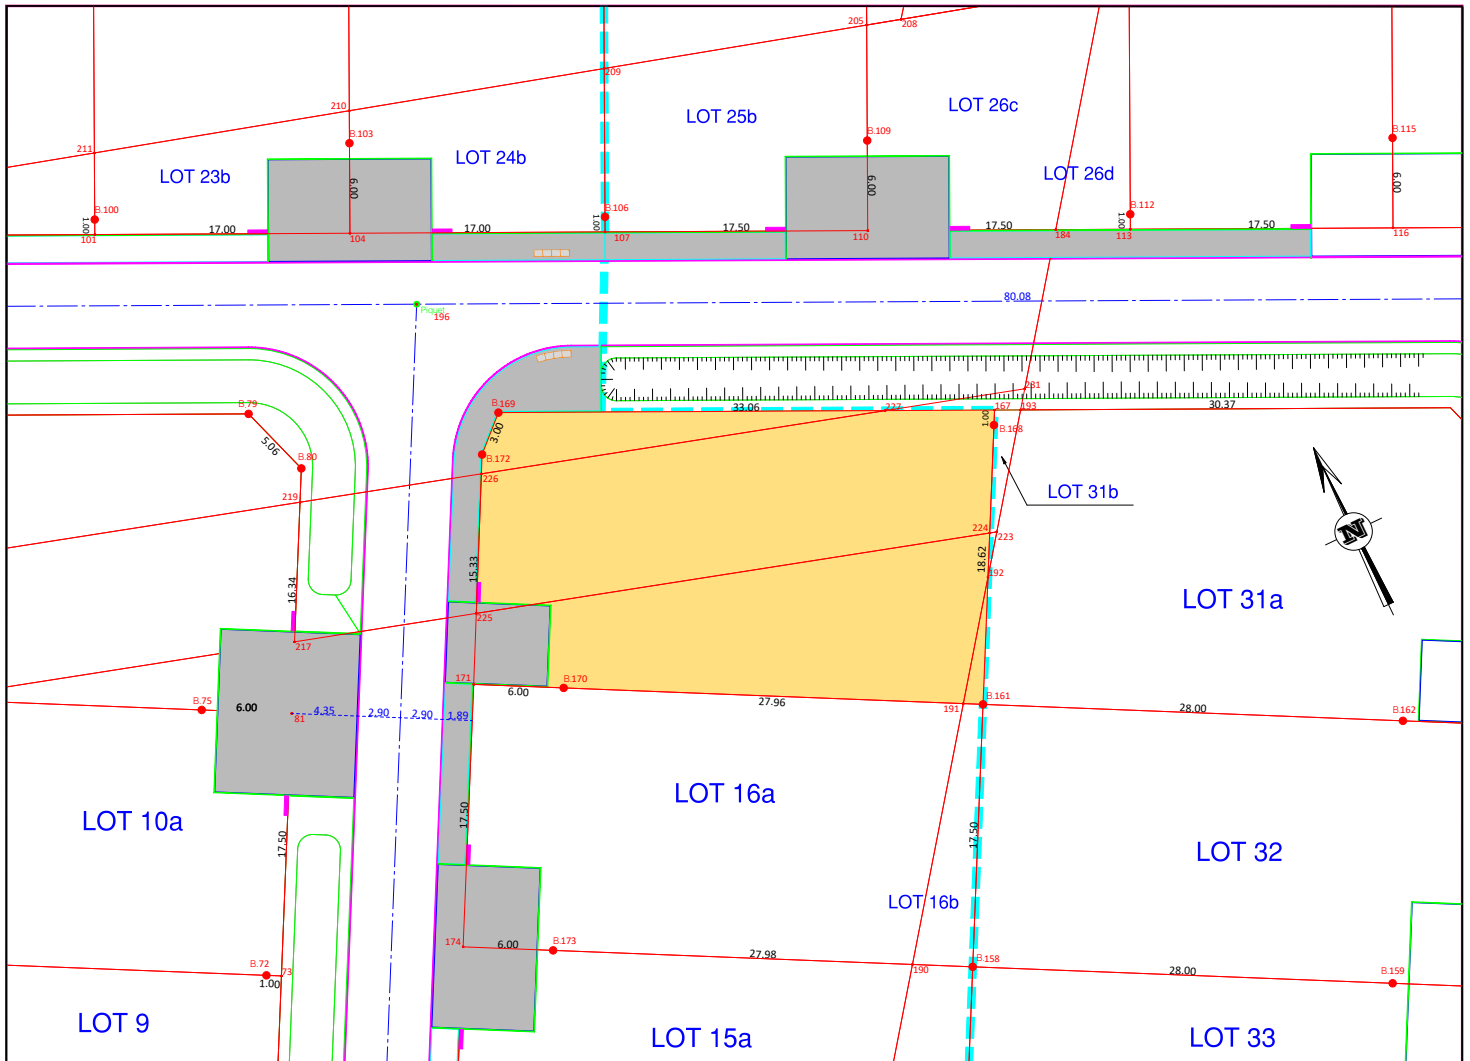 205
208
209
210
211
LOT 26c
LOT 25b
B.103
B.109
B.115
LOT 24b
LOT 23b
LOT 26d
6.00
6.00
6.00
B.100
B.106
B.112
1.00
1.00
1.00
17.00
17.00
17.50
17.50
17.50
101
104
107
110
184
113
116
80.08
Piquet
196
231
B.79
B.169
33.06
227
167
193
30.37
1.00
B.168
5.06
3.00
B.80
B.172
226
219
LOT 31b
224
223
N
18.62
192
15.33
16.34
LOT 31a
225
217
171
B.170
6.00
B.161
191
27.96
28.00
B.162
B.75
6.00
81
4.35
2.90
2.90
1.89
LOT 16a
LOT 10a
17.50
17.50
17.50
LOT 32
LOT 16b
174
6.00
B.173
27.98
190
B.158
28.00
B.159
B.72
73
1.00
LOT 9
LOT 15a
LOT 33